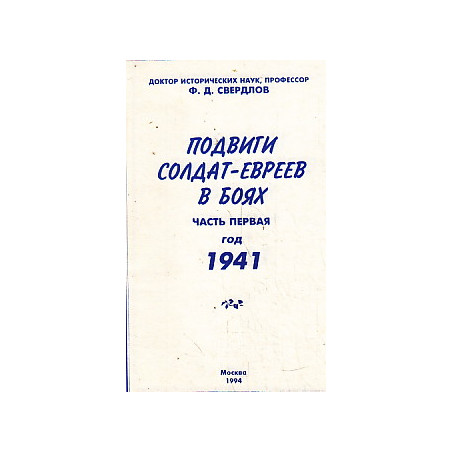 ДОКТОР ИСТОРИЧЕСКИХ НАУК, ПРОФЕССОР
Ф. Д. СВЕРДЛОВ
ПОДВИГИ
СОЛДАТ-ЕВРЕЕВ
В БОЯХ
ЧАСТЬ ПЕРВАЯ
ГОД
1941
Москва
1994